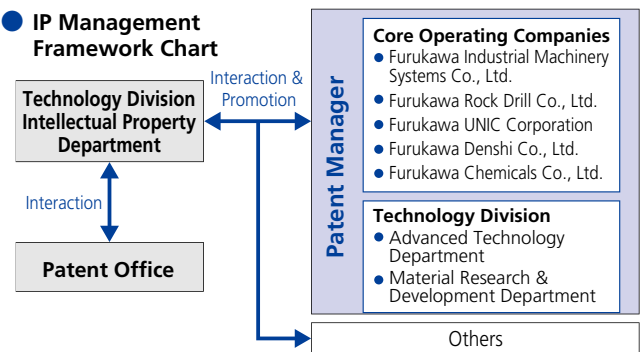 ● IP Management
Framework Chart
Technology Division
Intellectual Property
Department
Interaction &
Promotion
Interaction
Patent Office
Patent Manager
Core Operating Companies
● Furukawa Industrial Machinery
Systems Co., Ltd.
● Furukawa Rock Drill Co., Ltd.
● Furukawa UNIC Corporation
● Furukawa Denshi Co., Ltd.
● Furukawa Chemicals Co., Ltd.
Technology Division
● Advanced Technology
Department
● Material Research &
Development Department
Others